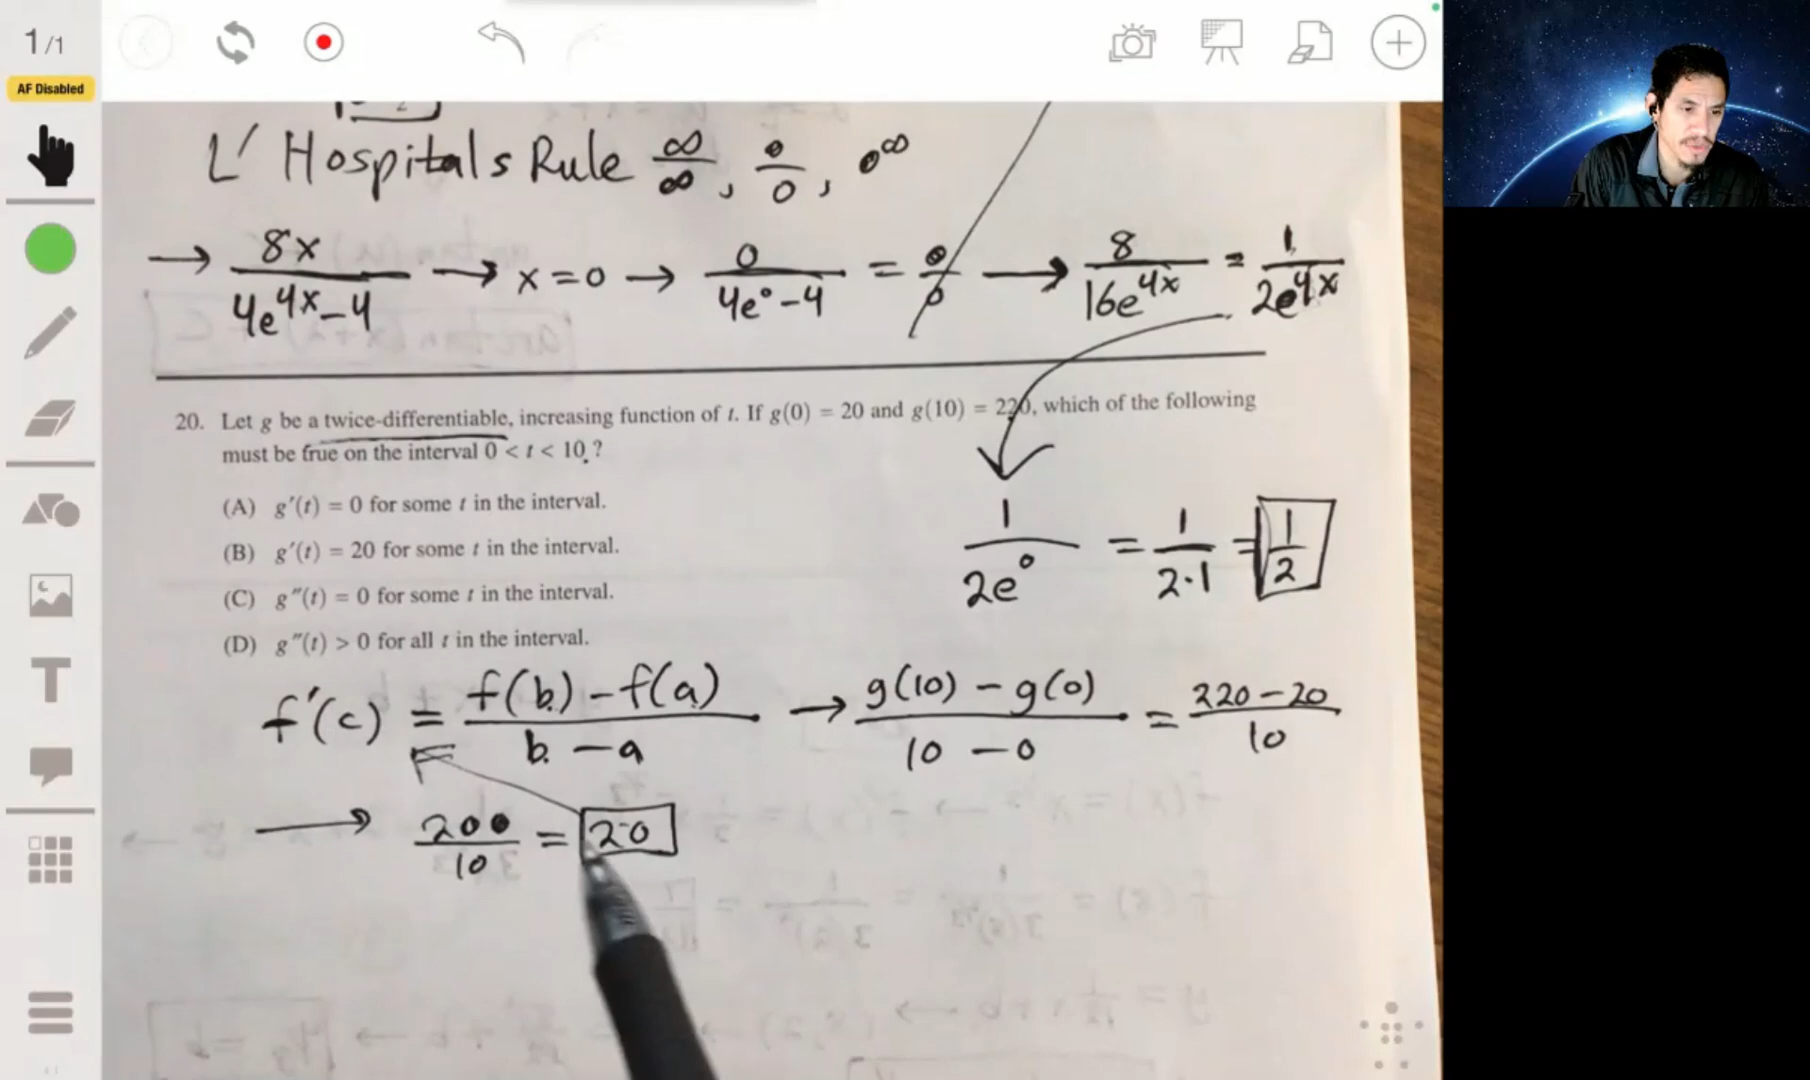 1/1
AF Disabled
L' Hospitals Rule ∞/∞, 0/0, 0^∞
→ 8x/(4e^4x - 4) → x = 0 → 0/(4e^0 - 4) = 0/0 → 8/(16e^4x) = 1/(2e^4x)
20. Let g be a twice-differentiable, increasing function of t. If g(0) = 20 and g(10) = 220, which of the following
must be true on the interval 0 < t < 10 ?
(A) g′(t) = 0 for some t in the interval.
(B) g′(t) = 20 for some t in the interval.
(C) g″(t) = 0 for some t in the interval.
(D) g″(t) > 0 for all t in the interval.
1/(2e^0) = 1/(2·1) = 1/2
f'(c) = (f(b) - f(a))/(b - a) → (g(10) - g(0))/(10 - 0) = (220 - 20)/10
→ 200/10 = 20
T